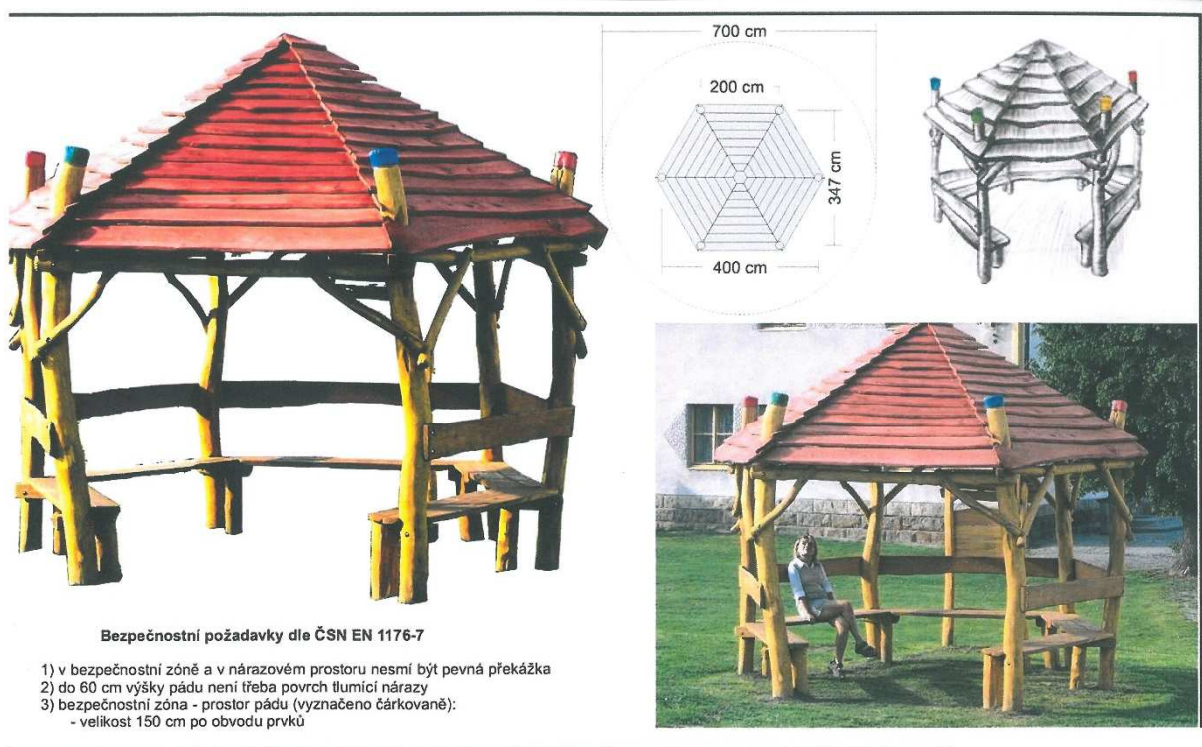 700 cm
200 cm
347 cm
400 cm
Bezpečnostní požadavky dle ČSN EN 1176-7
1) v bezpečnostní zóně a v nárazovém prostoru nesmí být pevná překážka
2) do 60 cm výšky pádu není třeba povrch tlumící nárazy
3) bezpečnostní zóna - prostor pádu (vyznačeno čárkovaně):
- velikost 150 cm po obvodu prvků